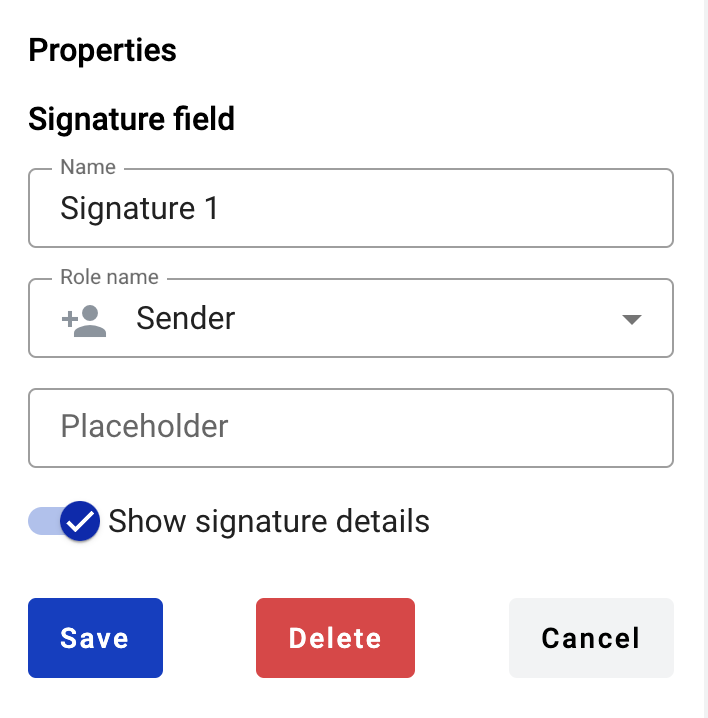 Properties
Signature field
Name
Signature 1
Role name
Sender
Placeholder
Show signature details
Save Delete Cancel